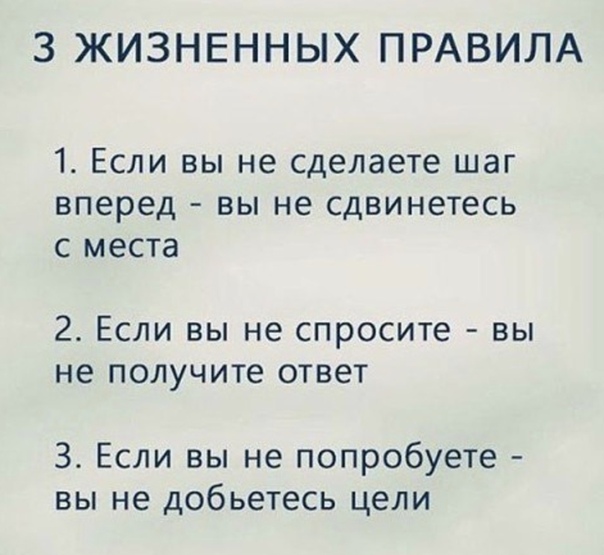 3 ЖИЗНЕННЫХ ПРАВИЛА
1. Если вы не сделаете шаг
вперед - вы не сдвинетесь
с места
2. Если вы не спросите - вы
не получите ответ
3. Если вы не попробуете -
вы не добьетесь цели